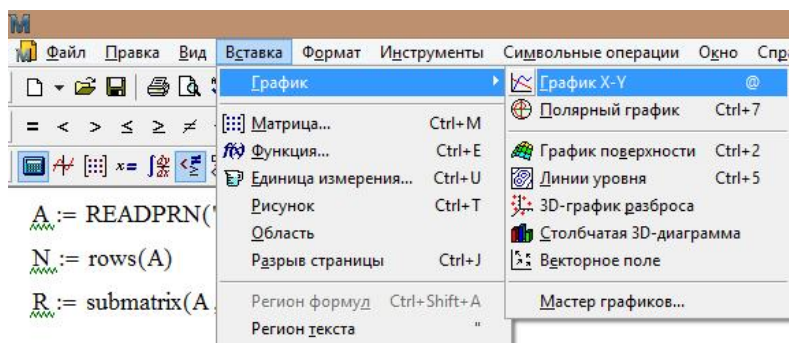 Файл Правка Вид Вставка Формат Инструменты Символьные операции Окно Спр
График
Матрица... Ctrl+M
Функция... Ctrl+E
Единица измерения... Ctrl+U
Рисунок Ctrl+T
Область
Разрыв страницы Ctrl+J
Регион формул Ctrl+Shift+A
Регион текста "
График X-Y @
Полярный график Ctrl+7
График поверхности Ctrl+2
Линии уровня Ctrl+5
3D-график разброса
Столбчатая 3D-диаграмма
Векторное поле
Мастер графиков...
= < > ≤ ≥ ≠
x= ∫
A := READPRN("
N := rows(A)
R := submatrix(A ,